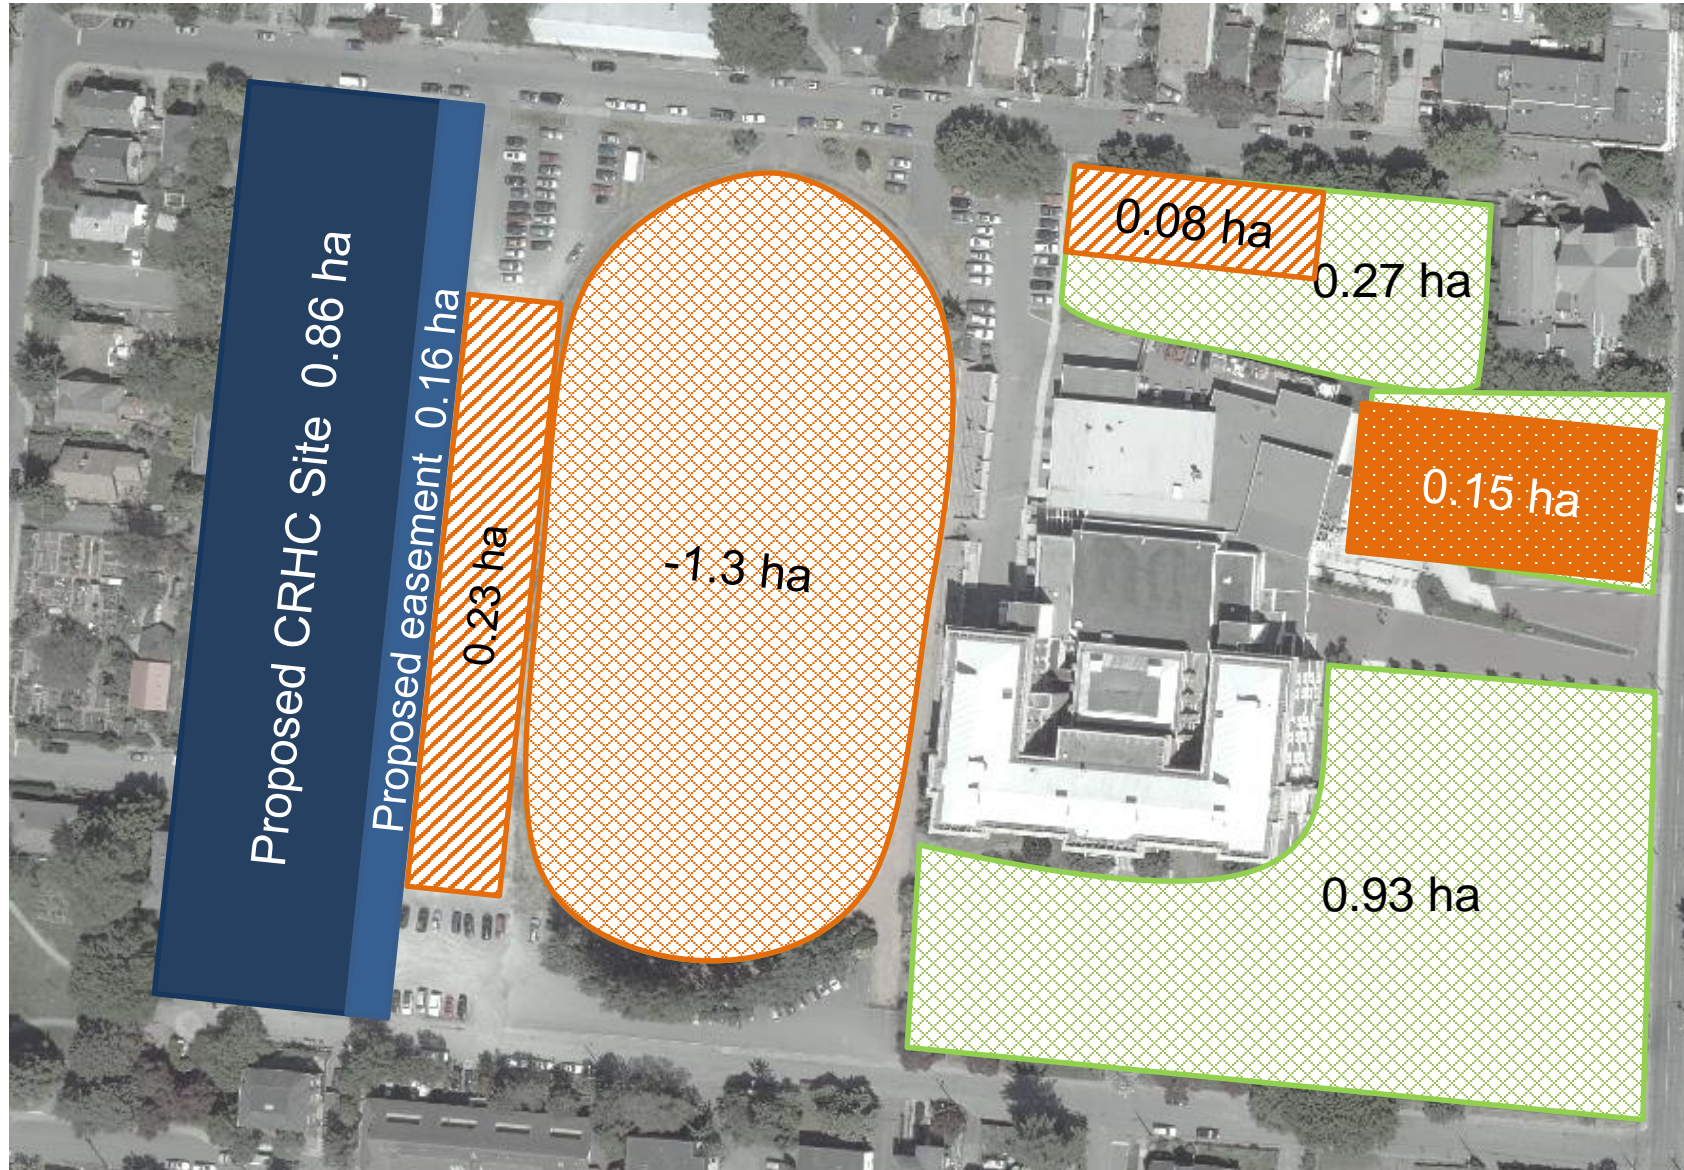 Proposed CRHC Site 0.86 ha
Proposed easement 0.16 ha
0.23 ha
-1.3 ha
0.08 ha
0.27 ha
0.15 ha
0.93 ha